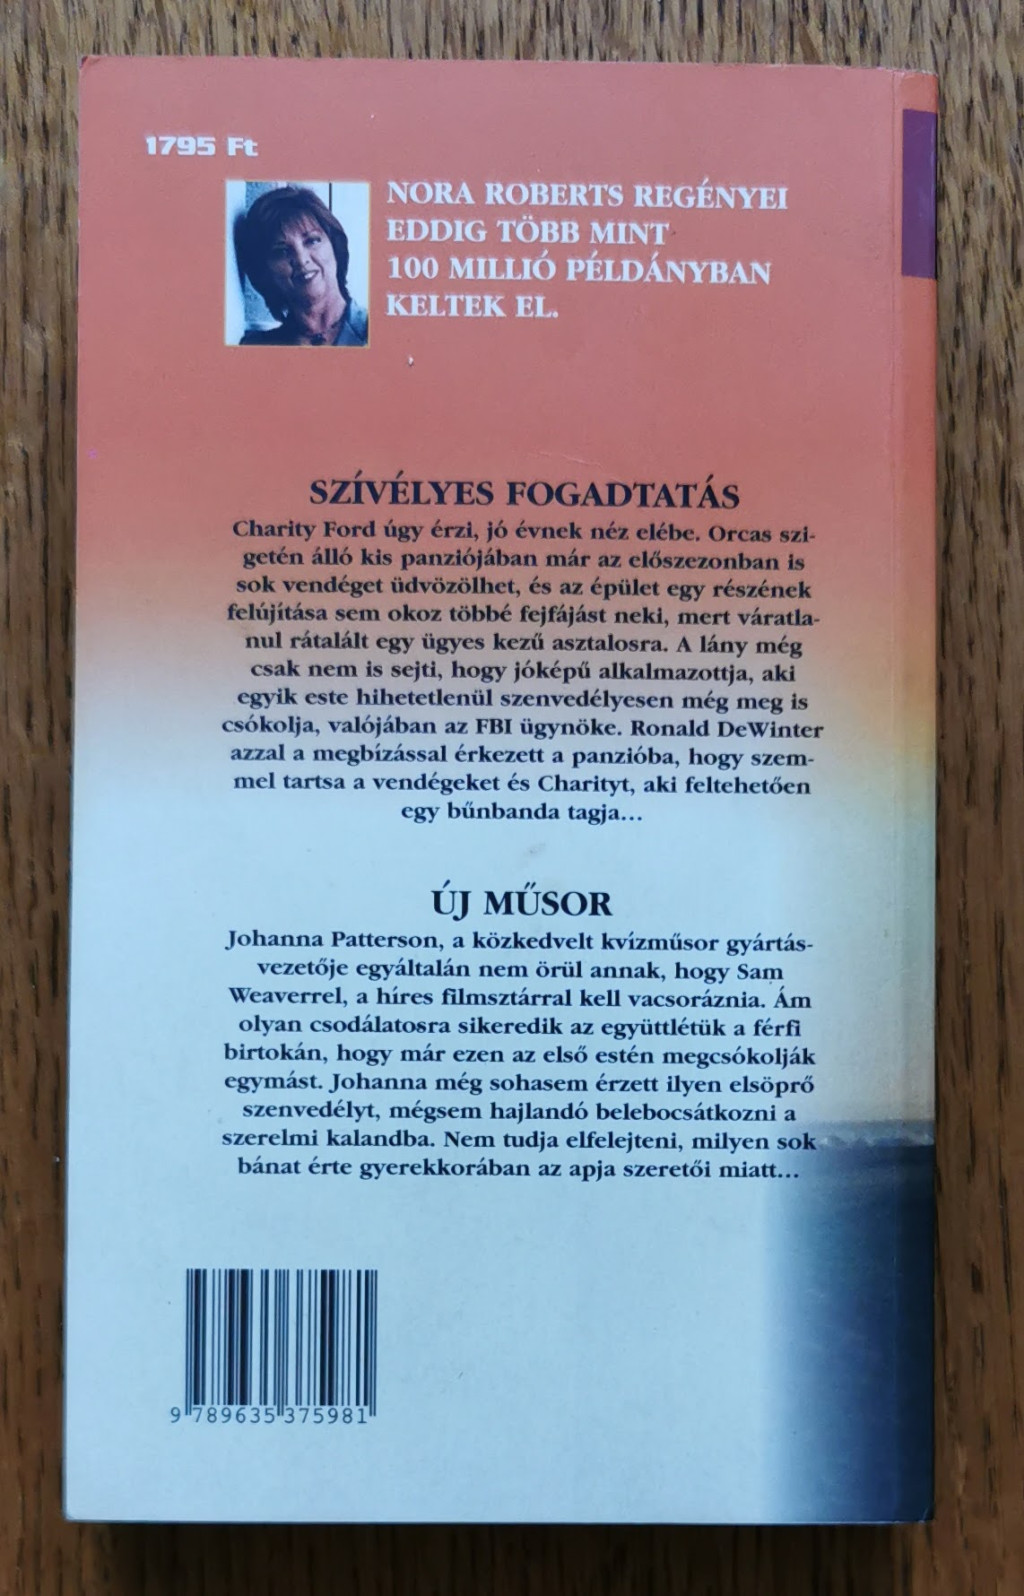 1795 Ft
NORA ROBERTS REGÉNYEI
EDDIG TÖBB MINT
100 MILLIÓ PÉLDÁNYBAN
KELTEK EL.
SZÍVÉLYES FOGADTATÁS
Charity Ford úgy érzi, jó évnek néz elébe. Orcas szi-
getén álló kis panziójában már az előszezonban is
sok vendéget üdvözölhet, és az épület egy részének
felújítása sem okoz többé fejfájást neki, mert váratla-
nul rátalált egy ügyes kezű asztalosra. A lány még
csak nem is sejti, hogy jóképű alkalmazottja, aki
egyik este hihetetlenül szenvedélyesen még meg is
csókolja, valójában az FBI ügynöke. Ronald DeWinter
azzal a megbízással érkezett a panzióba, hogy szem-
mel tartsa a vendégeket és Charityt, aki feltehetően
egy bűnbanda tagja...
ÚJ MŰSOR
Johanna Patterson, a közkedvelt kvízműsor gyártás-
vezetője egyáltalán nem örül annak, hogy Sam
Weaverrel, a híres filmsztárral kell vacsoráznia. Ám
olyan csodálatosra sikeredik az együttlétük a férfi
birtokán, hogy már ezen az első estén megcsókolják
egymást. Johanna még sohasem érzett ilyen elsöprő
szenvedélyt, mégsem hajlandó belebocsátkozni a
szerelmi kalandba. Nem tudja elfelejteni, milyen sok
bánat érte gyerekkorában az apja szeretői miatt...
9 789635 375981